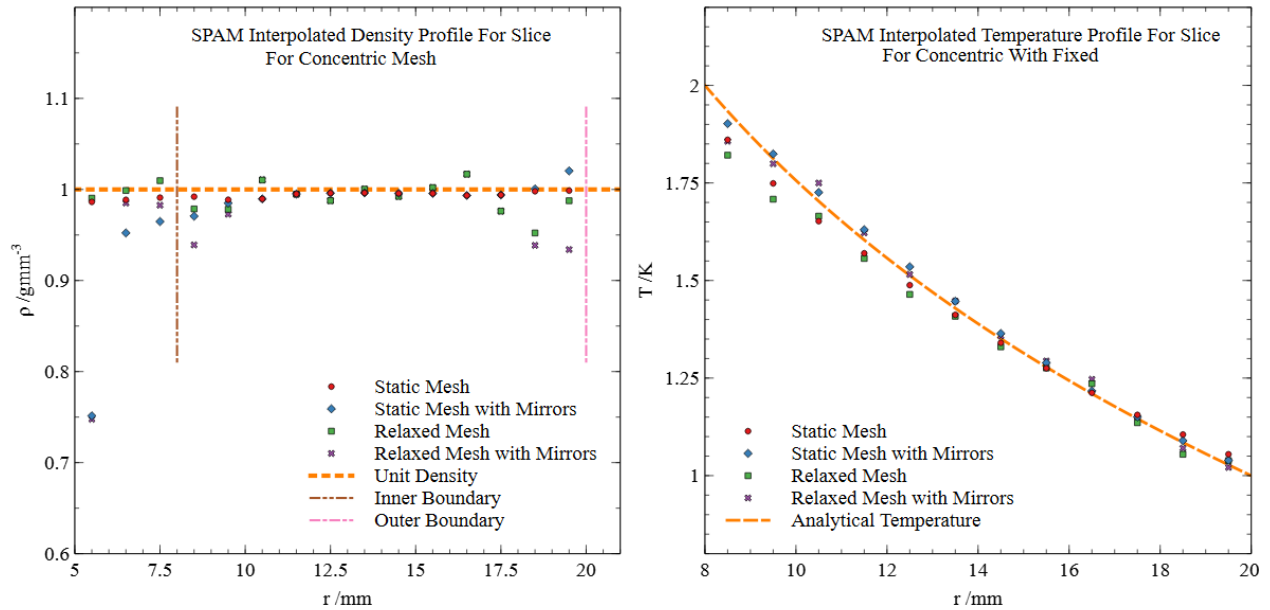 SPAM Interpolated Density Profile For Slice
For Concentric Mesh
1.1
1
0.9
0.8
0.7
0.6
ρ /gmm⁻³
Static Mesh
Static Mesh with Mirrors
Relaxed Mesh
Relaxed Mesh with Mirrors
Unit Density
Inner Boundary
Outer Boundary
5 7.5 10 12.5 15 17.5 20
r /mm
SPAM Interpolated Temperature Profile For Slice
For Concentric With Fixed
2
1.75
1.5
1.25
1
T /K
Static Mesh
Static Mesh with Mirrors
Relaxed Mesh
Relaxed Mesh with Mirrors
Analytical Temperature
8 10 12 14 16 18 20
r /mm